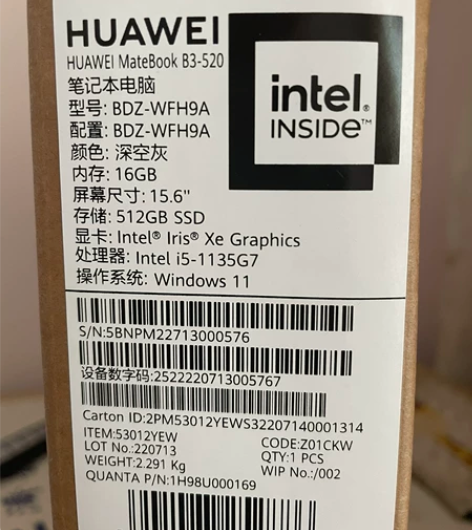 HUAWEI
HUAWEI MateBook B3-520
笔记本电脑
型号: BDZ-WFH9A
配置: BDZ-WFH9A
颜色: 深空灰
内存: 16GB
屏幕尺寸: 15.6"
存储: 512GB SSD
显卡: Intel® Iris® Xe Graphics
处理器: Intel i5-1135G7
操作系统: Windows 11
intel®
INSIDE™
S/N:5BNPM22713000576
设备数字码:2522220713005767
Carton ID:2PM53012YEWS32207140001314
ITEM:53012YEW CODE:Z01CKW
LOT No.:220713 QTY:1 PCS
WEIGHT:2.291 Kg WIP No.:/002
QUANTA P/N:1H98U000169